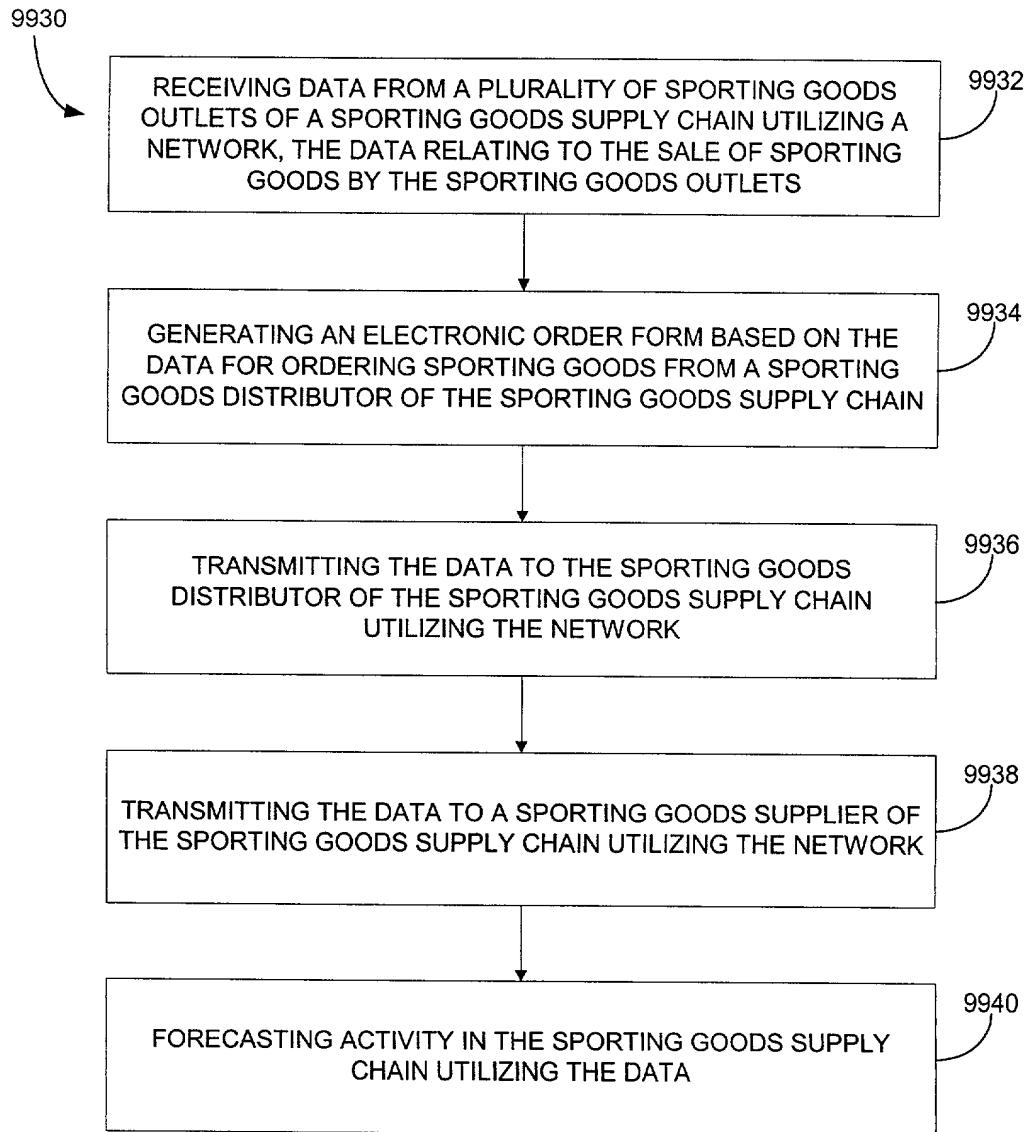 9930
RECEIVING DATA FROM A PLURALITY OF SPORTING GOODS
OUTLETS OF A SPORTING GOODS SUPPLY CHAIN UTILIZING A
NETWORK, THE DATA RELATING TO THE SALE OF SPORTING
GOODS BY THE SPORTING GOODS OUTLETS
9932
GENERATING AN ELECTRONIC ORDER FORM BASED ON THE
DATA FOR ORDERING SPORTING GOODS FROM A SPORTING
GOODS DISTRIBUTOR OF THE SPORTING GOODS SUPPLY CHAIN
9934
TRANSMITTING THE DATA TO THE SPORTING GOODS
DISTRIBUTOR OF THE SPORTING GOODS SUPPLY CHAIN
UTILIZING THE NETWORK
9936
TRANSMITTING THE DATA TO A SPORTING GOODS SUPPLIER OF
THE SPORTING GOODS SUPPLY CHAIN UTILIZING THE NETWORK
9938
FORECASTING ACTIVITY IN THE SPORTING GOODS SUPPLY
CHAIN UTILIZING THE DATA
9940